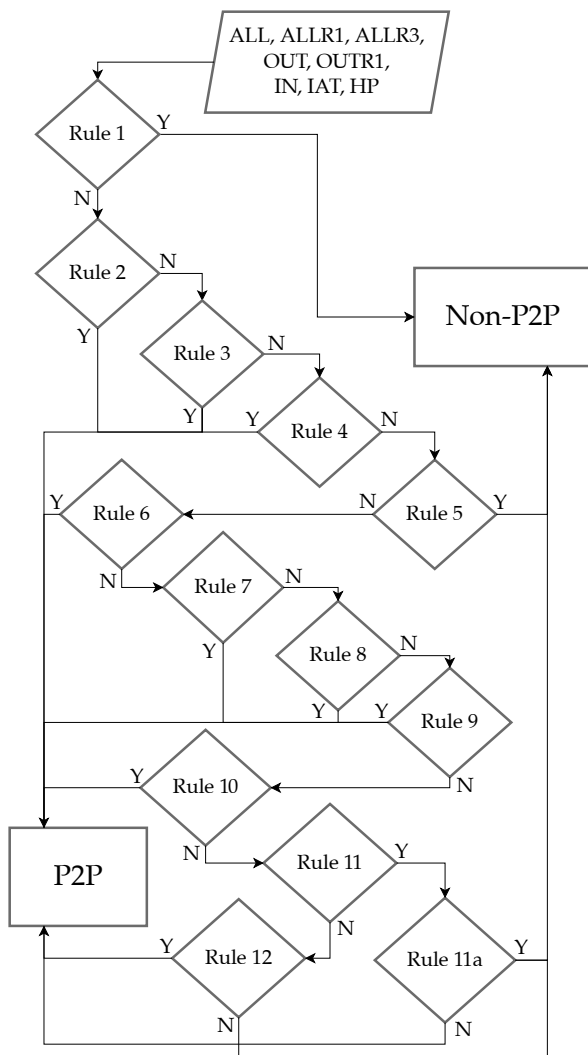 ALL, ALLR1, ALLR3,
OUT, OUTR1,
IN, IAT, HP
Rule 1
Y
N
Rule 2
N
Y
Rule 3
N
Y
Non-P2P
Rule 4
Y
N
Rule 5
N
Y
Rule 6
Y
N
Rule 7
N
Y
Rule 8
N
Y
Rule 9
Y
N
Rule 10
Y
N
P2P
Rule 11
Y
N
Rule 12
Y
N
Rule 11a
Y
N